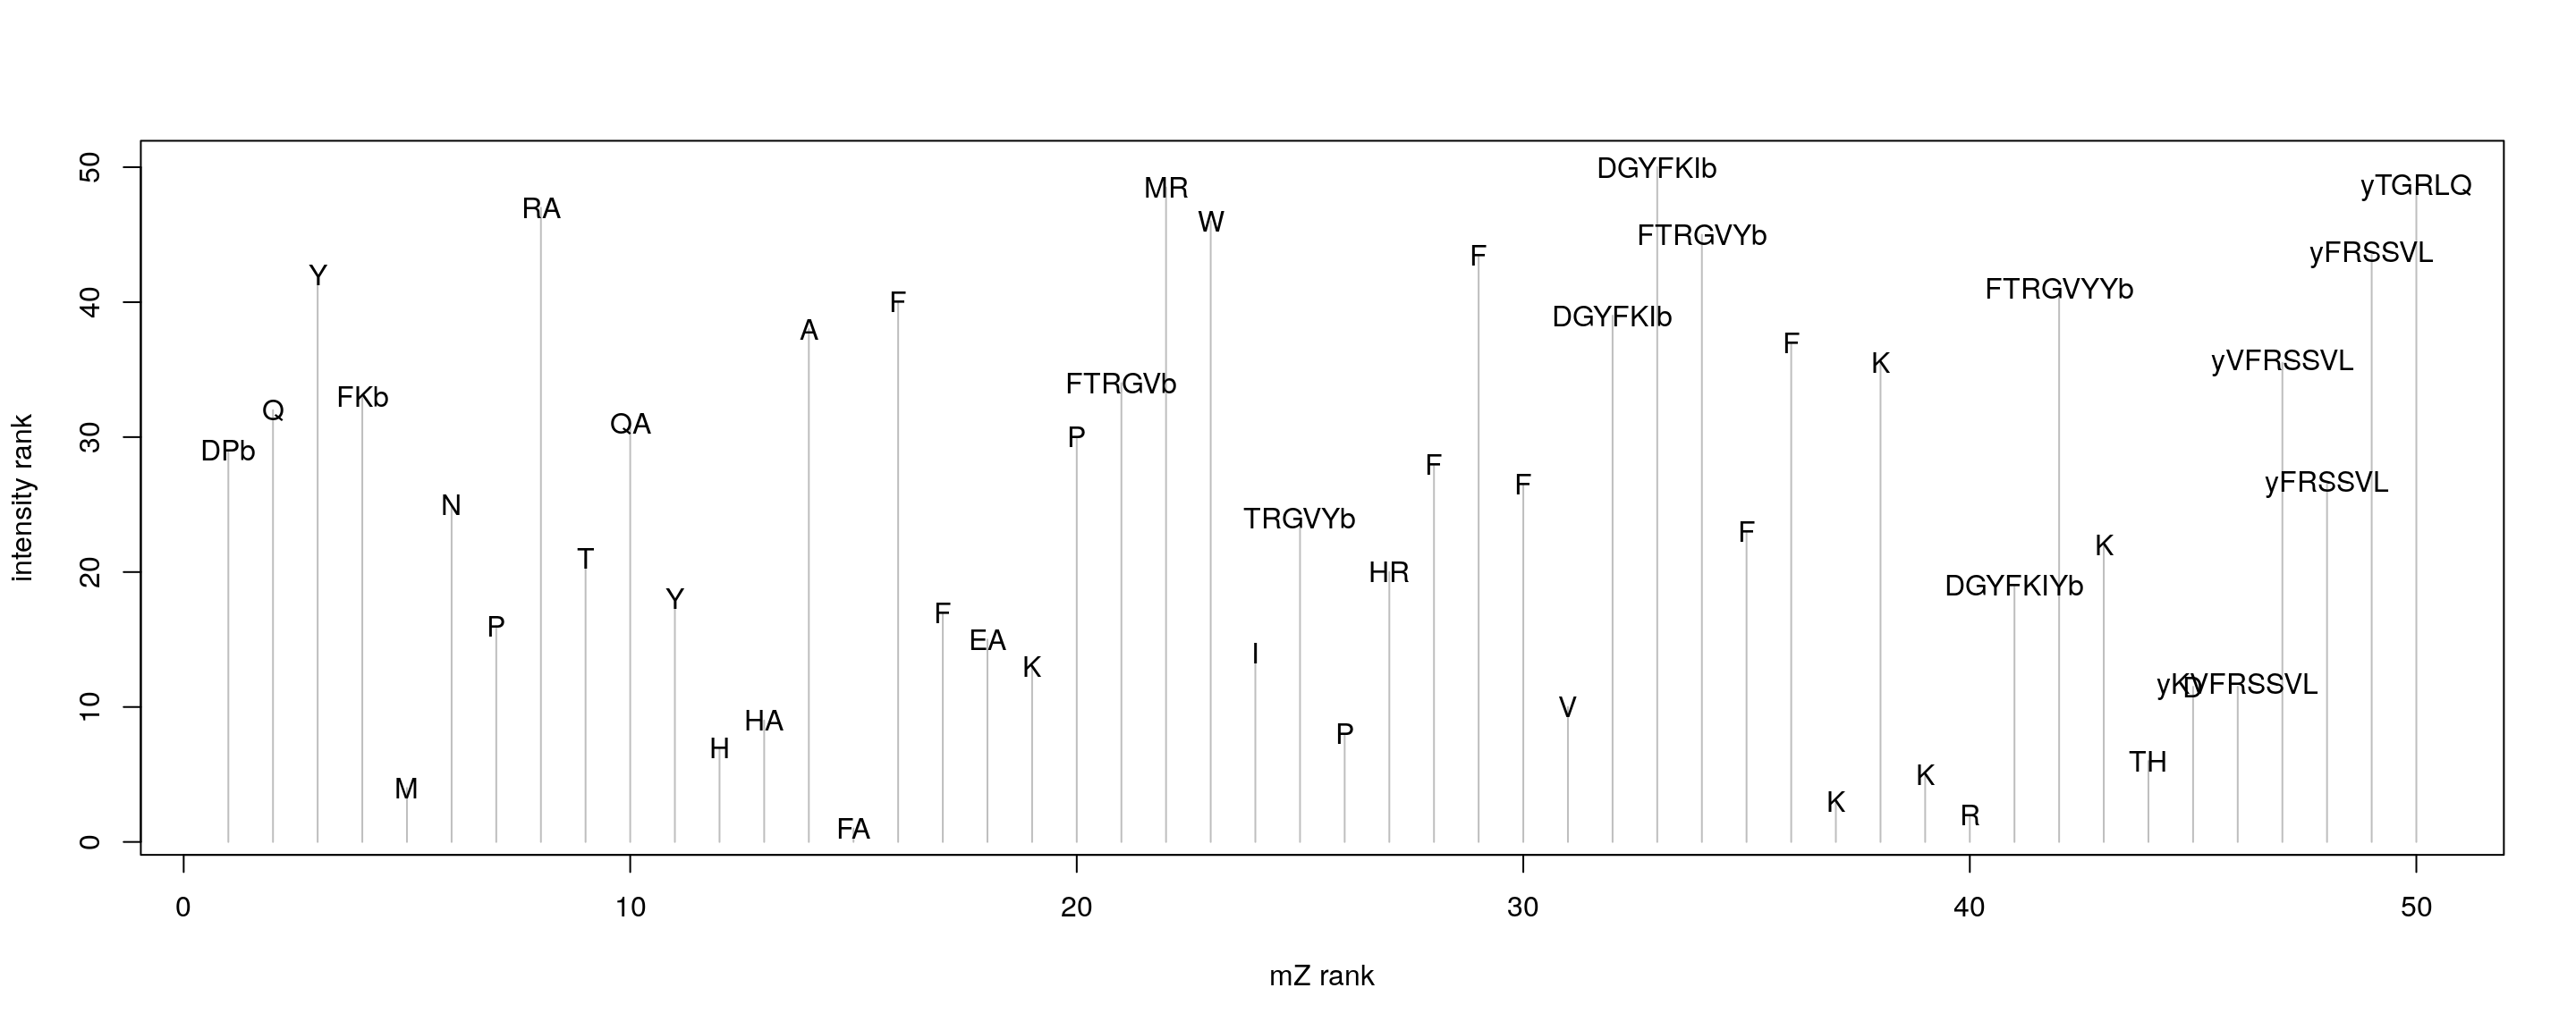 DGYFKIb
yTGRLQ
MR
RA
W
FTRGVYb
F
yFRSSVL
Y
FTRGVYYb
F
DGYFKIb
A
F
yVFRSSVL
K
FTRGVb
FKb
Q
QA
P
DPb
F
F
yFRSSVL
N
TRGVYb
F
K
T
HR
DGYFKIYb
Y
F
P
EA
I
K
yKVFRSSVL
D
V
HA
P
H
TH
K
M
K
R
FA
50
40
30
20
10
0
intensity rank
0 10 20 30 40 50
mZ rank